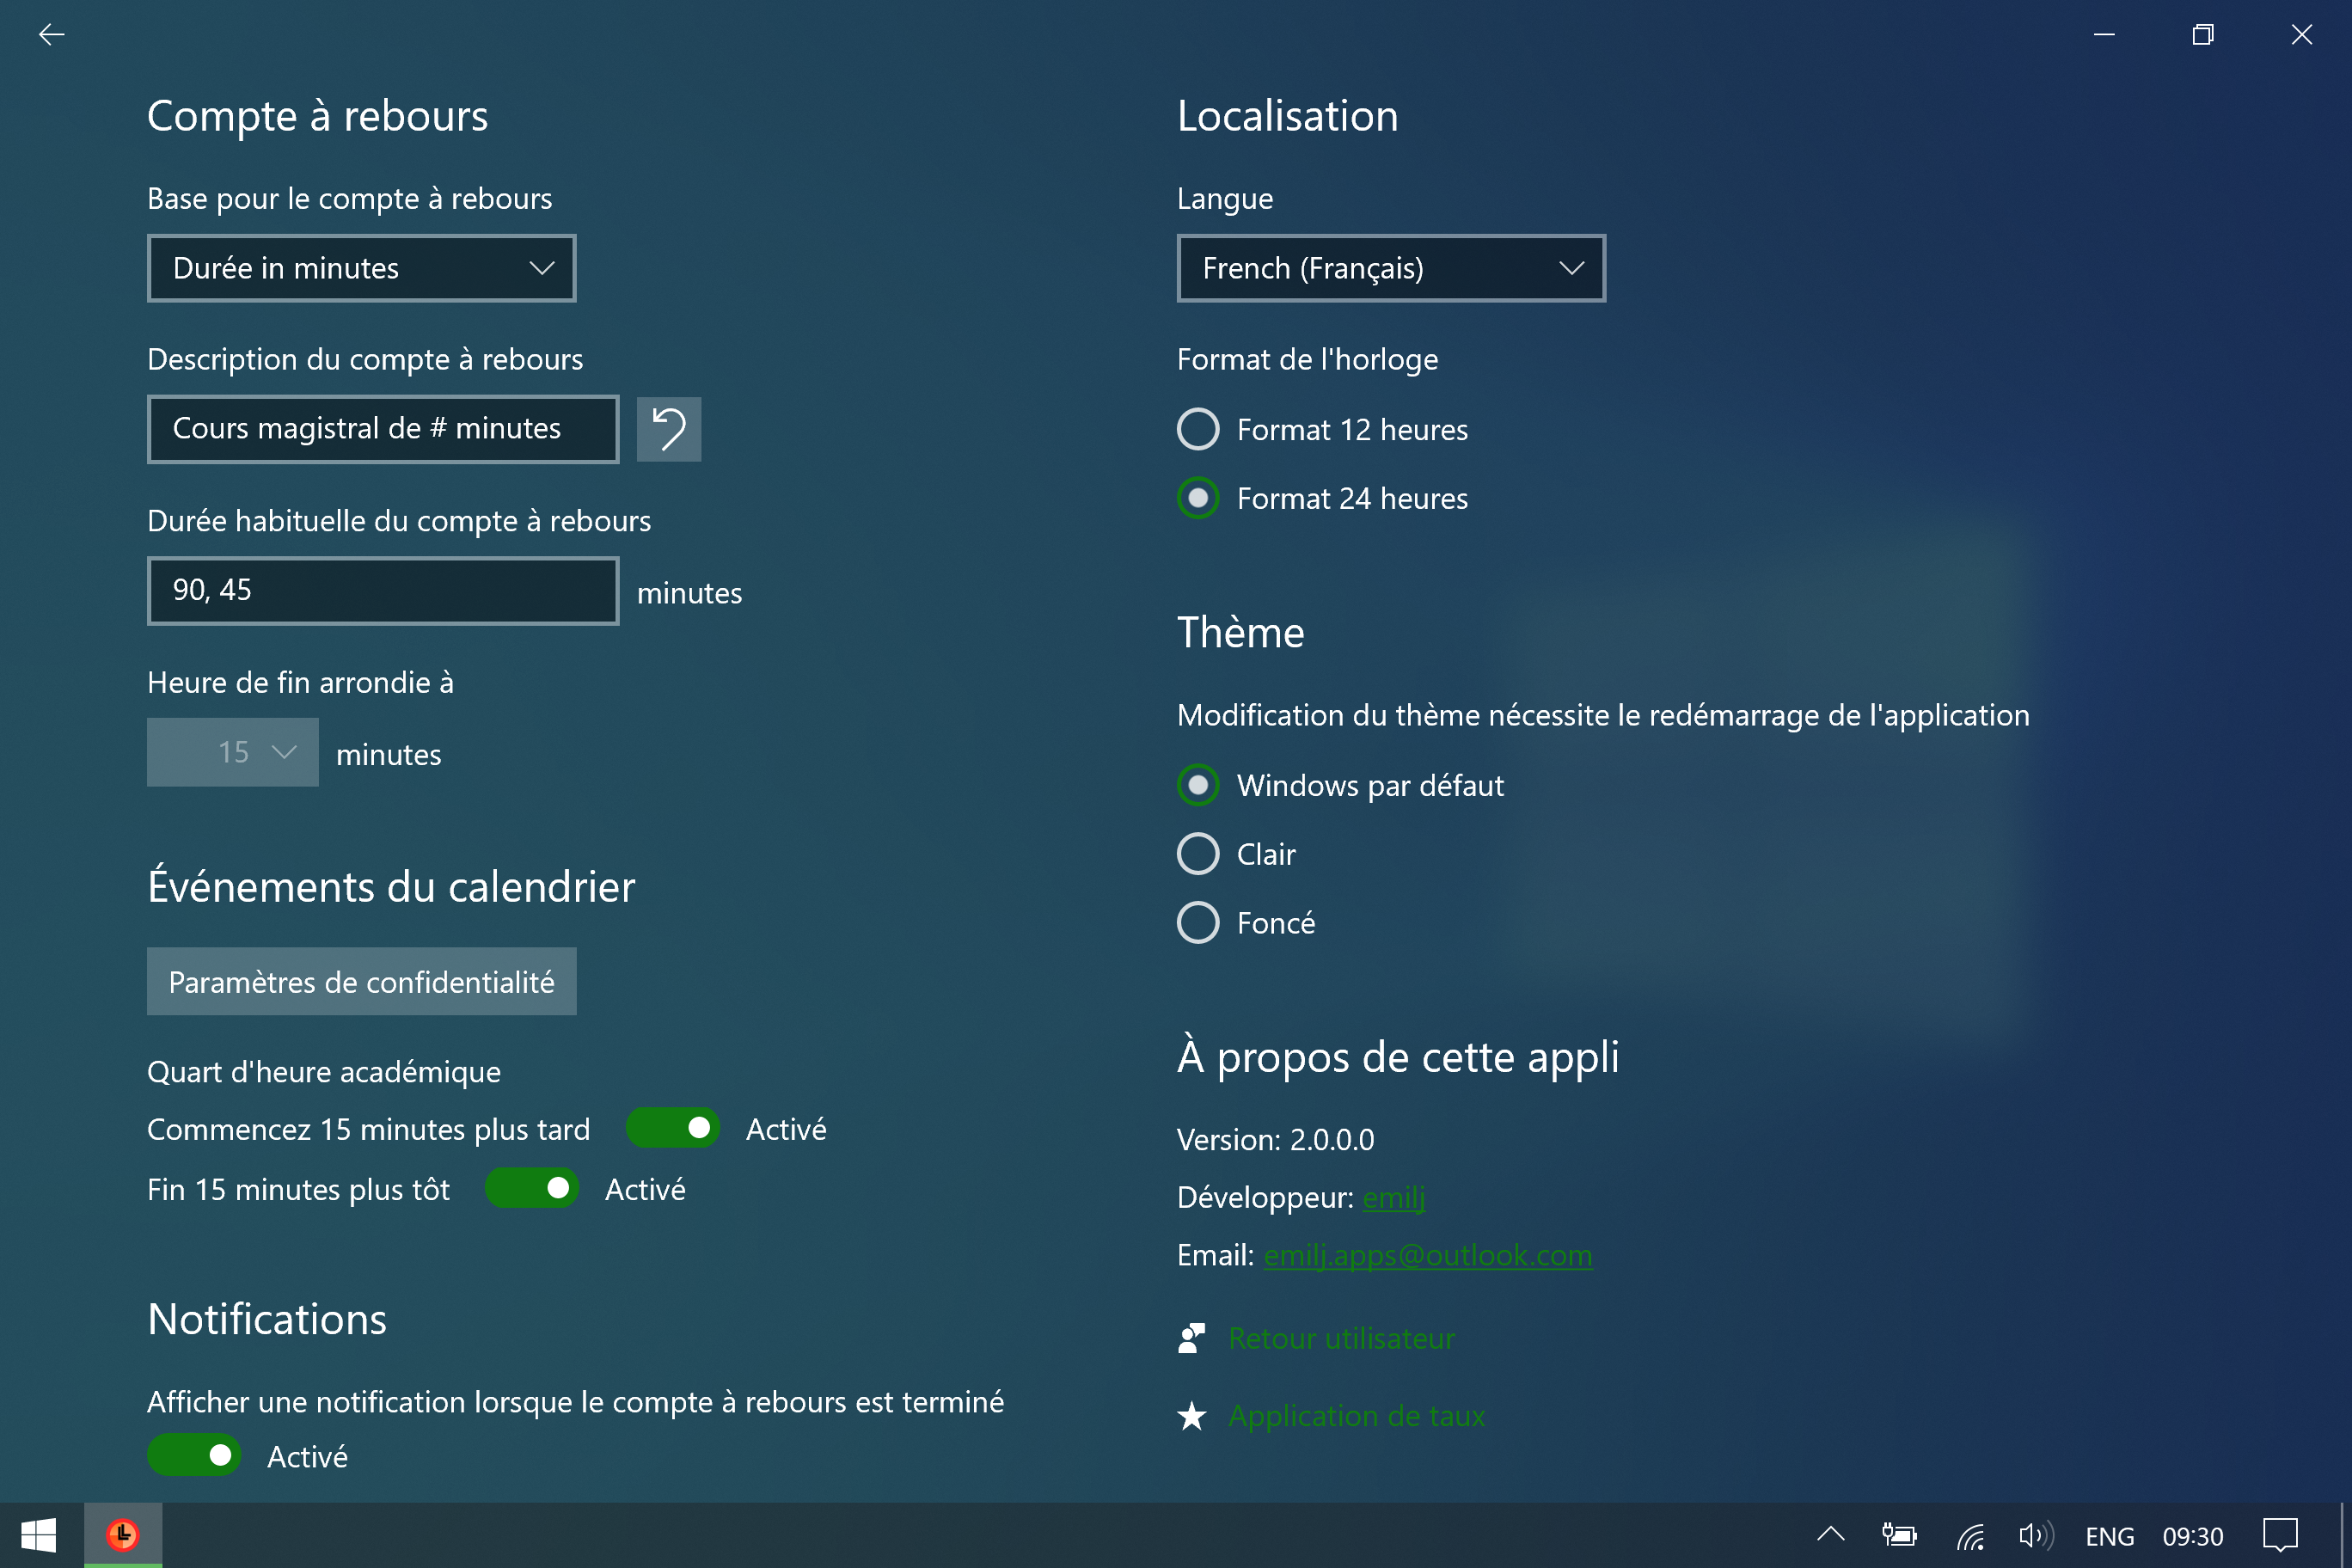 Compte à rebours
Base pour le compte à rebours
Durée in minutes
Description du compte à rebours
Cours magistral de # minutes
Durée habituelle du compte à rebours
90, 45
minutes
Heure de fin arrondie à
15
minutes
Événements du calendrier
Paramètres de confidentialité
Quart d'heure académique
Commencez 15 minutes plus tard Activé
Fin 15 minutes plus tôt Activé
Notifications
Afficher une notification lorsque le compte à rebours est terminé
Activé
Localisation
Langue
French (Français)
Format de l'horloge
Format 12 heures
Format 24 heures
Thème
Modification du thème nécessite le redémarrage de l'application
Windows par défaut
Clair
Foncé
À propos de cette appli
Version: 2.0.0.0
Développeur: emilj
Email: emilj.apps@outlook.com
Retour utilisateur
Application de taux
ENG 09:30